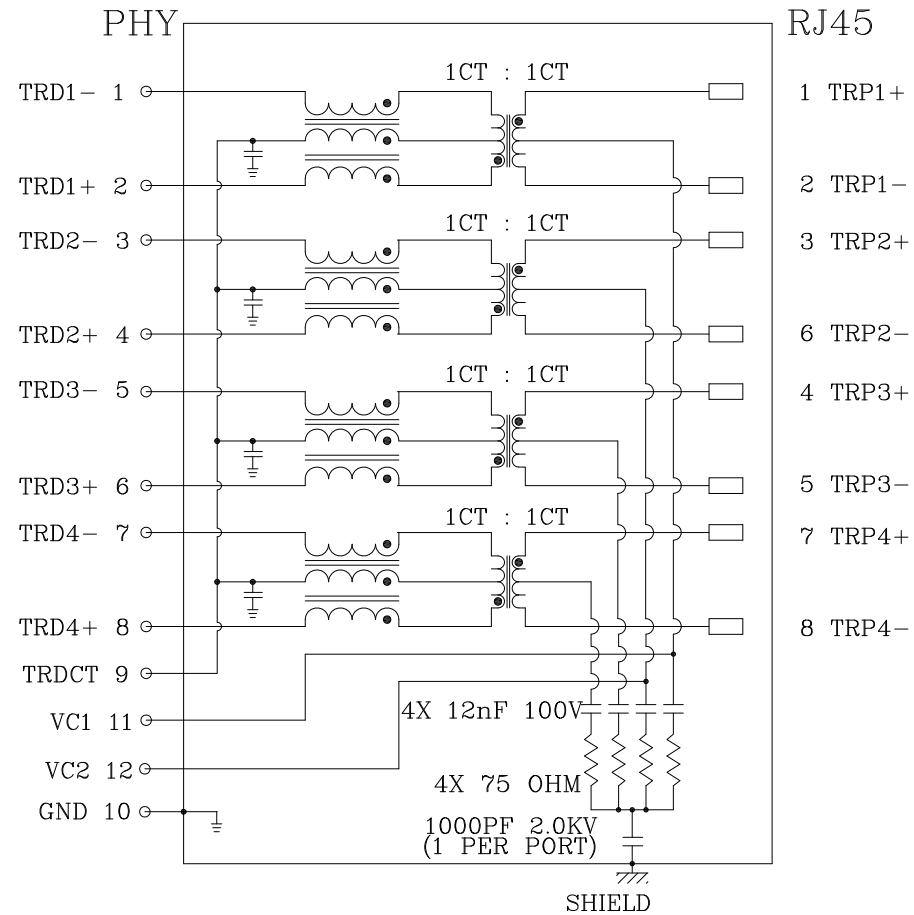 PHY RJ45
1CT : 1CT
TRD1- 1 1 TRP1+
TRD1+ 2 2 TRP1-
1CT : 1CT
TRD2- 3 3 TRP2+
TRD2+ 4 6 TRP2-
1CT : 1CT
TRD3- 5 4 TRP3+
TRD3+ 6 5 TRP3-
1CT : 1CT
TRD4- 7 7 TRP4+
TRD4+ 8 8 TRP4-
TRDCT 9
VC1 11
4X 12nF 100V
VC2 12
4X 75 OHM
GND 10
1000PF 2.0KV
(1 PER PORT)
SHIELD